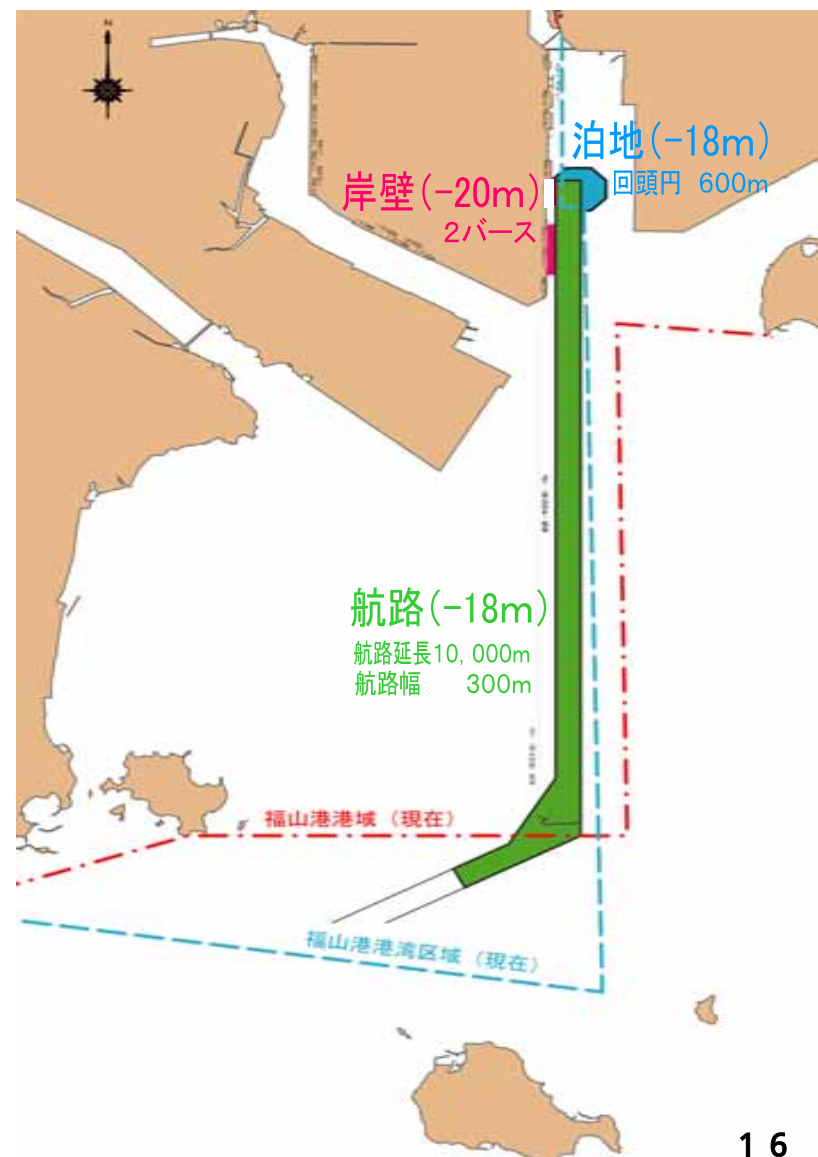 N
泊地(-18m)
回頭円 600m
岸壁(-20m)
2バース
航路(-18m)
航路延長10,000m
航路幅 300m
福山港港域(現在)
福山港港湾区域(現在)
16